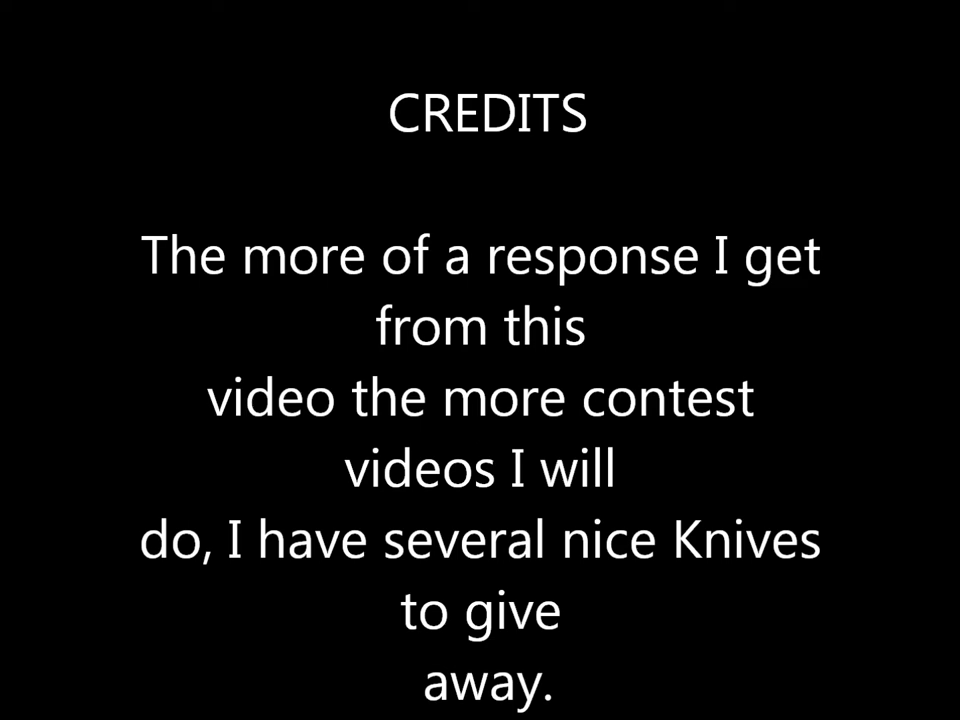 CREDITS
The more of a response I get
from this
video the more contest
videos I will
do, I have several nice Knives
to give
away.